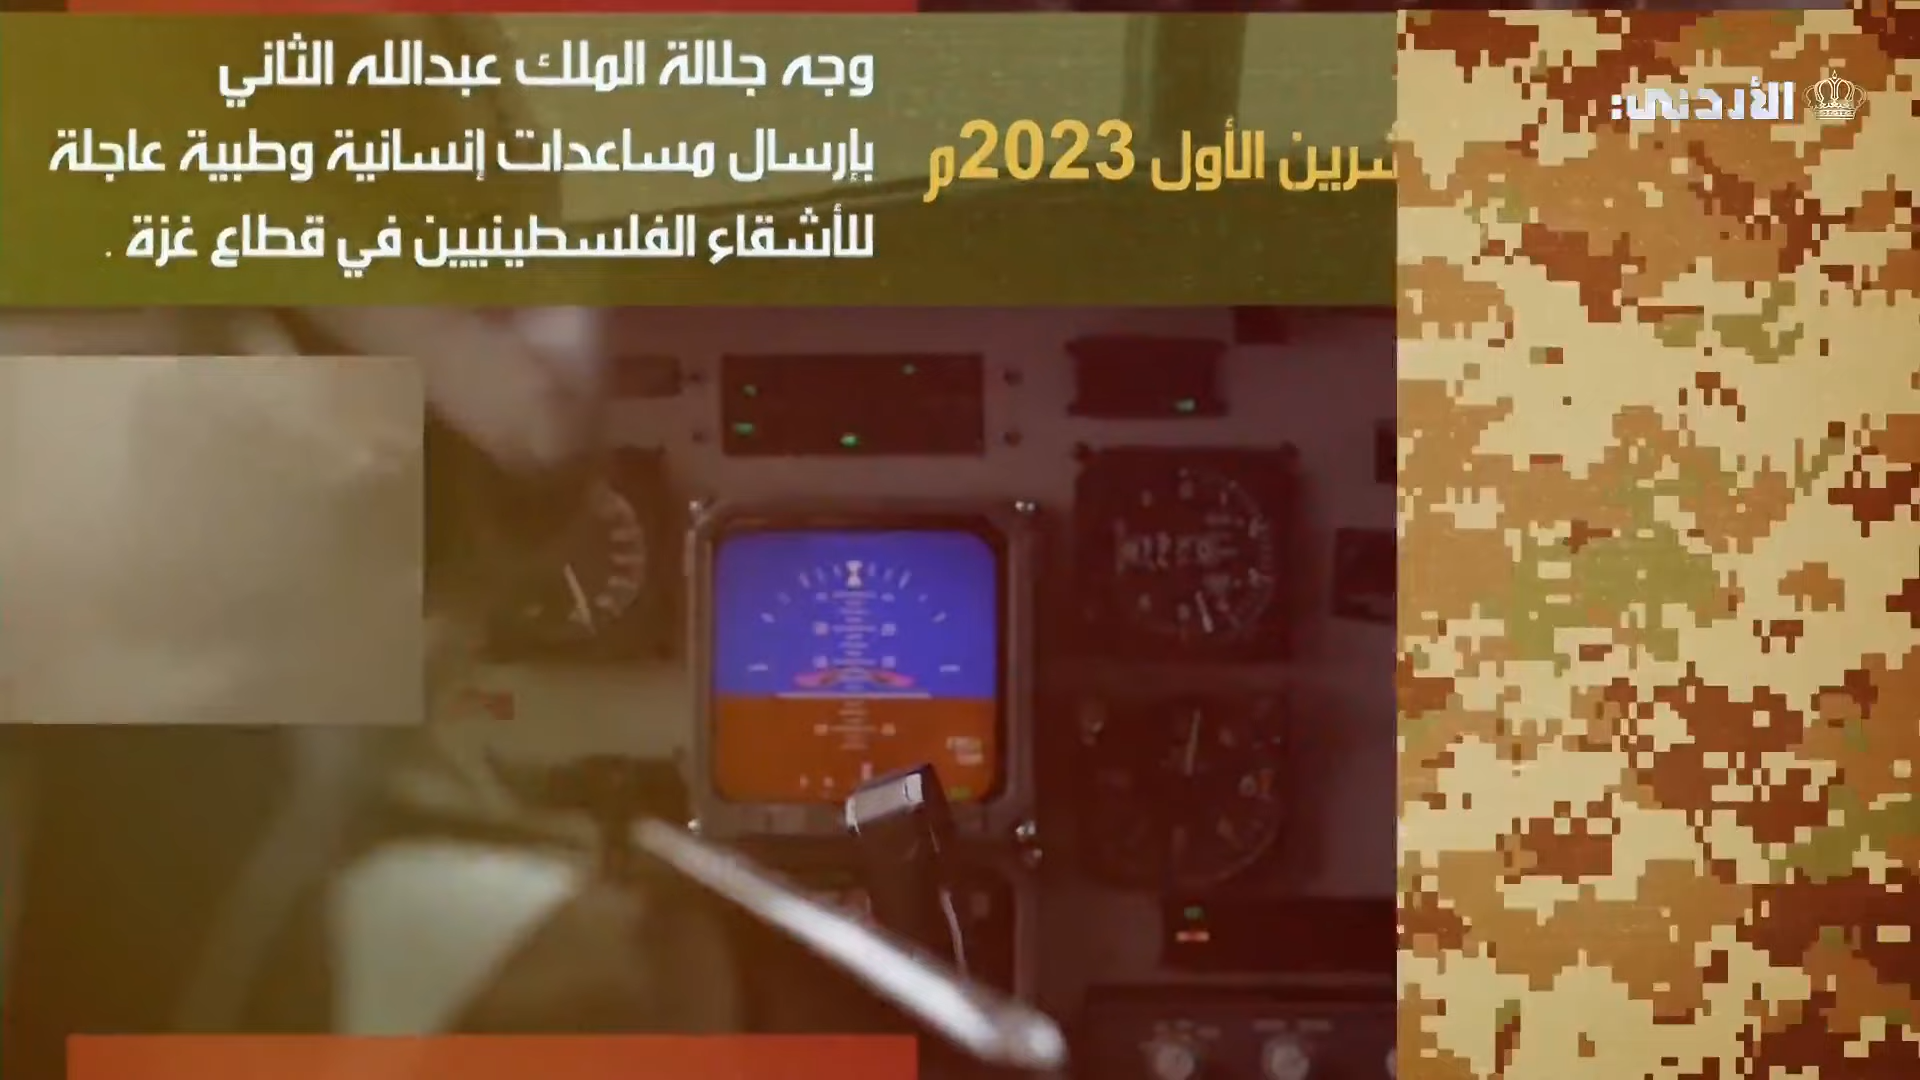 الأردني:
الأول 2023م
وجه جلالة الملك عبدالله الثاني
بإرسال مساعدات إنسانية وطبية عاجلة
للأشقاء الفلسطينيين في قطاع غزة .